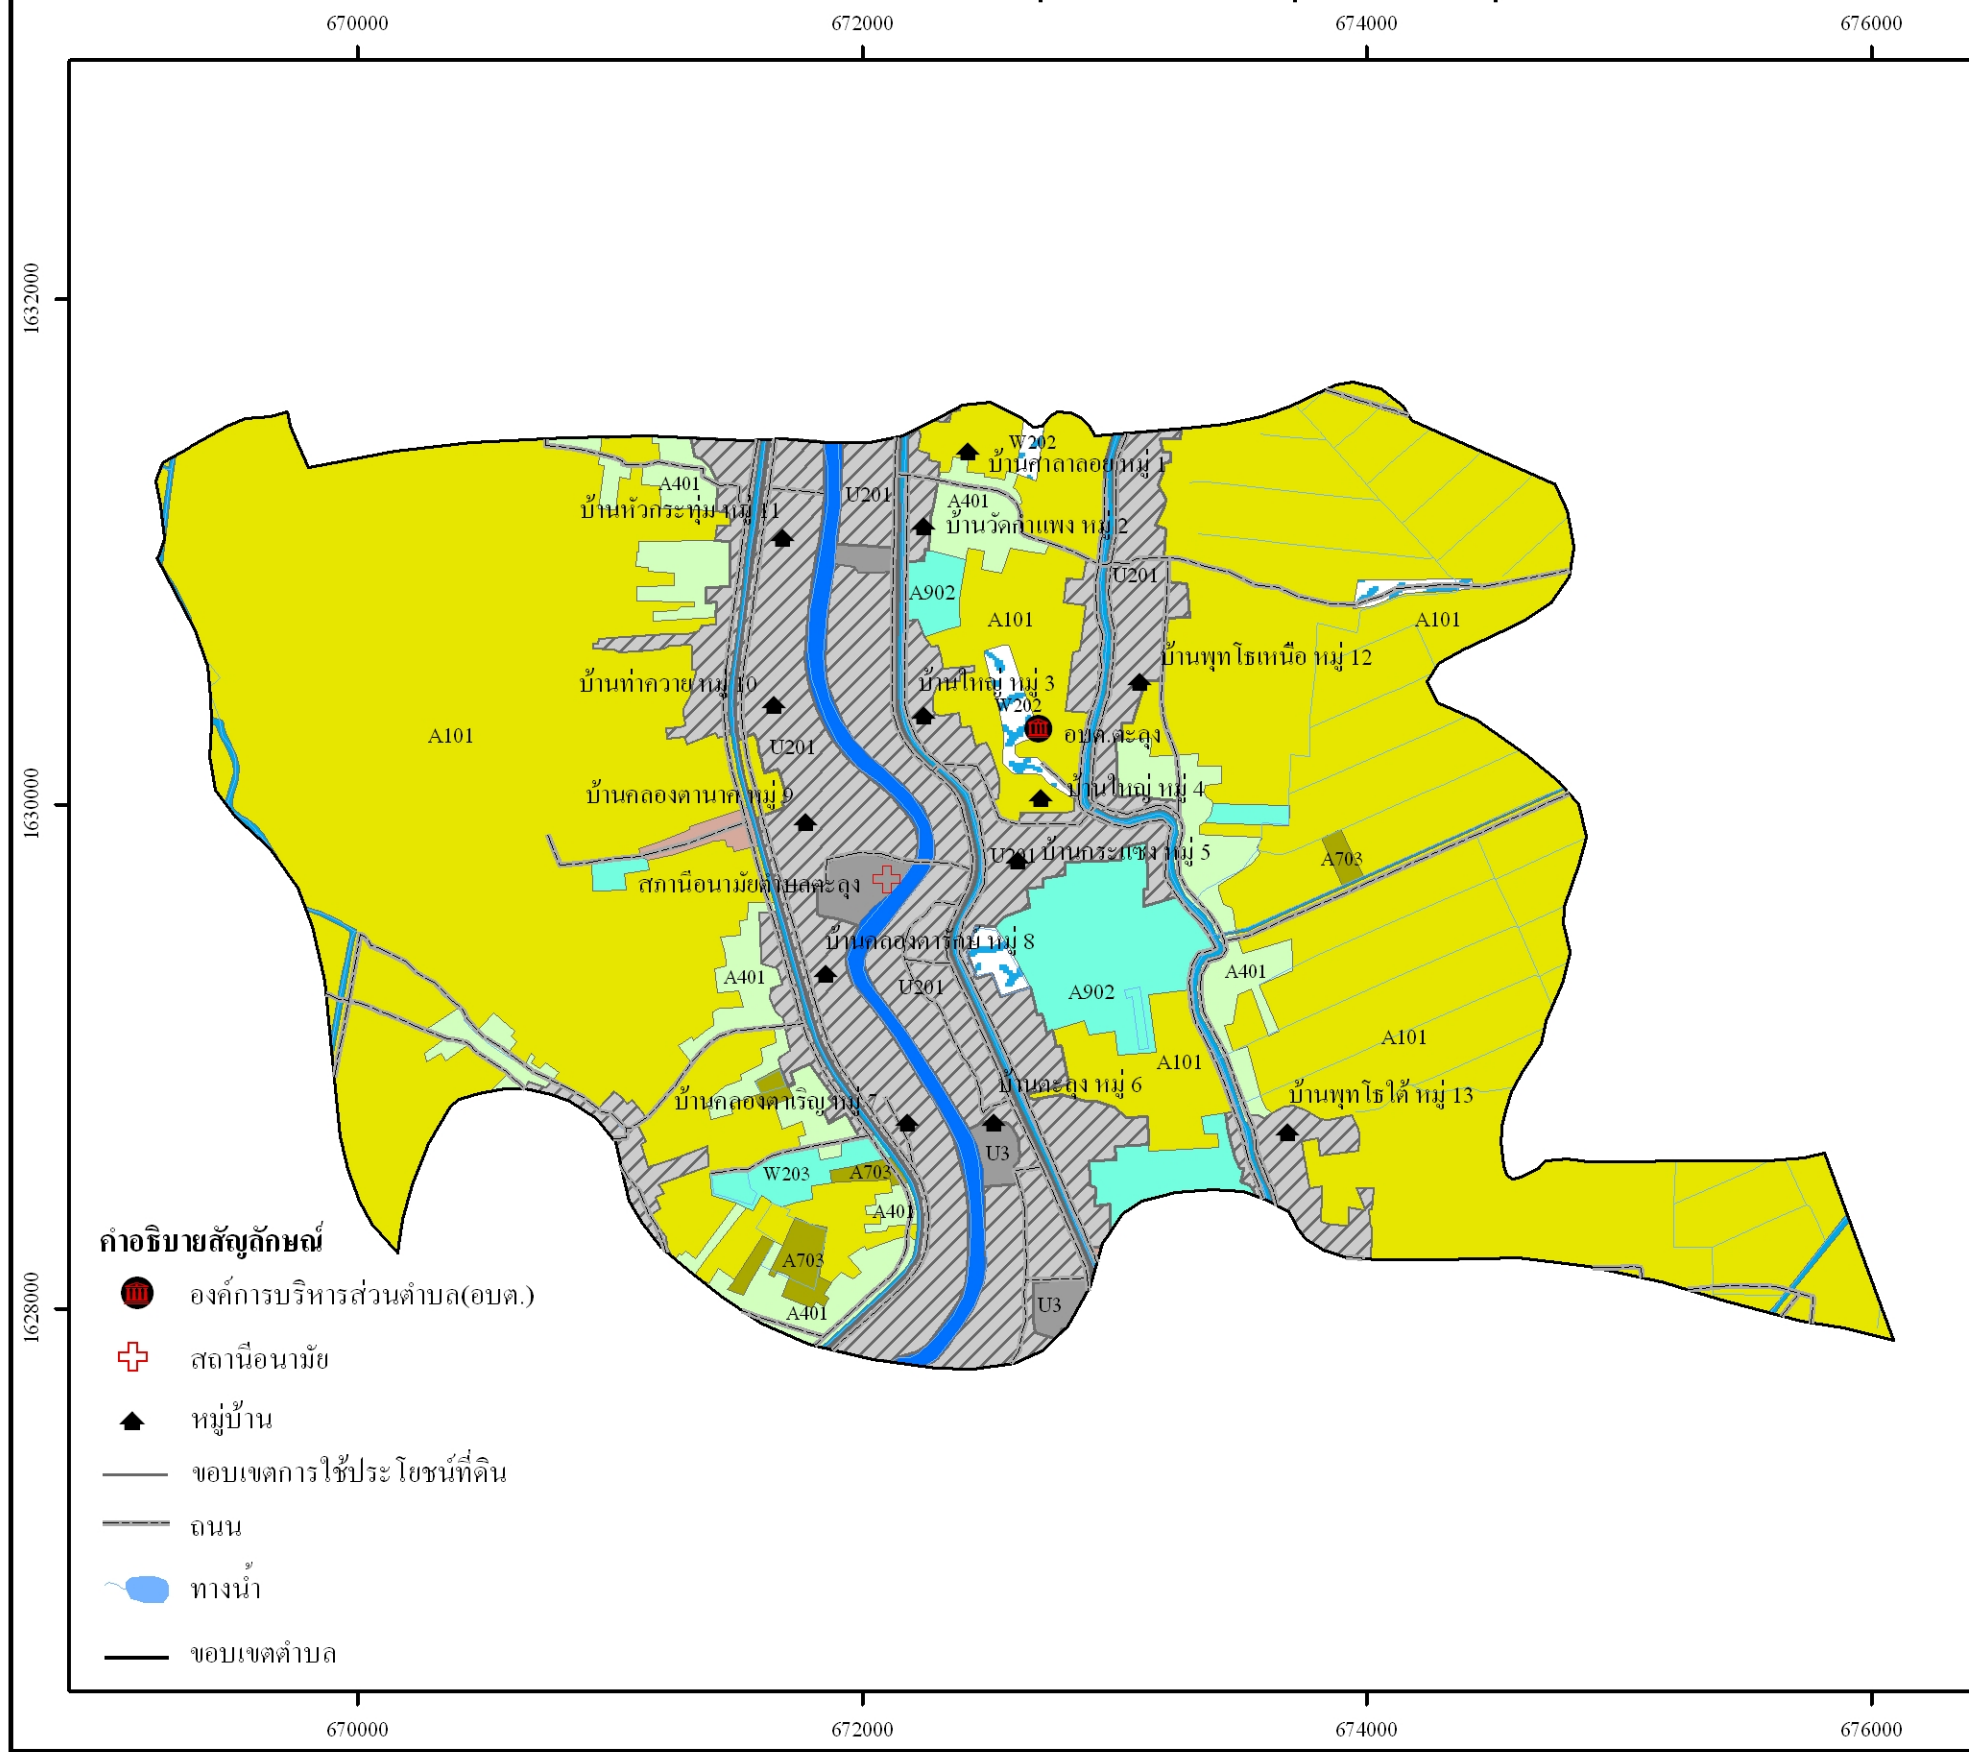 670000
672000
674000
676000
1632000
1630000
1628000
W202
บ้านศาลาลอย หมู่ 1
A401
U201
A401
บ้านหัวกระทุ่ม หมู่ 11
บ้านวัดกำแพง หมู่ 2
U201
A902
A101
A101
บ้านพุทโธเหนือ หมู่ 12
บ้านท่าควาย หมู่ 10
บ้านใหญ่ หมู่ 3
W202
A101
อบต.ตะลุง
U201
บ้านใหญ่ หมู่ 4
บ้านคลองตานาค หมู่ 9
U201
บ้านกระแชง หมู่ 5
A703
สภานีอนามัยตำบลตะลุง
บ้านคลองตารักษ์ หมู่ 8
A401
A401
U201
A902
A101
A101
บ้านตะลุง หมู่ 6
บ้านพุทโธใต้ หมู่ 13
บ้านคลองตาเริญ หมู่ 7
U3
W203
A703
A401
A703
A401
U3
คำอธิบายสัญลักษณ์
องค์การบริหารส่วนตำบล(อบต.)
สถานีอนามัย
หมู่บ้าน
ขอบเขตการใช้ประโยชน์ที่ดิน
ถนน
ทางน้ำ
ขอบเขตตำบล
670000
672000
674000
676000